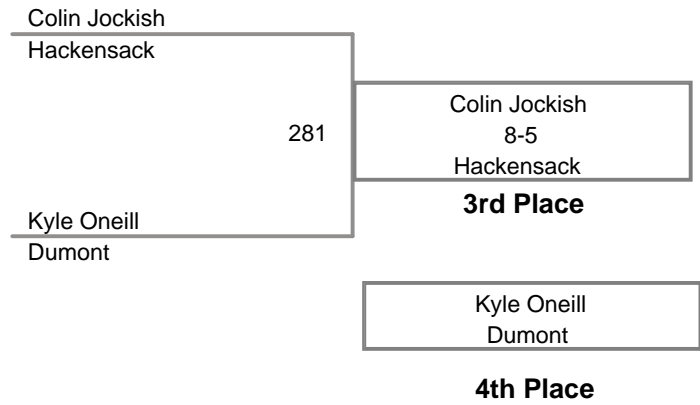 Colin Jockish
Hackensack
281
Colin Jockish
8-5
Hackensack
3rd Place
Kyle Oneill
Dumont
Kyle Oneill
Dumont
4th Place